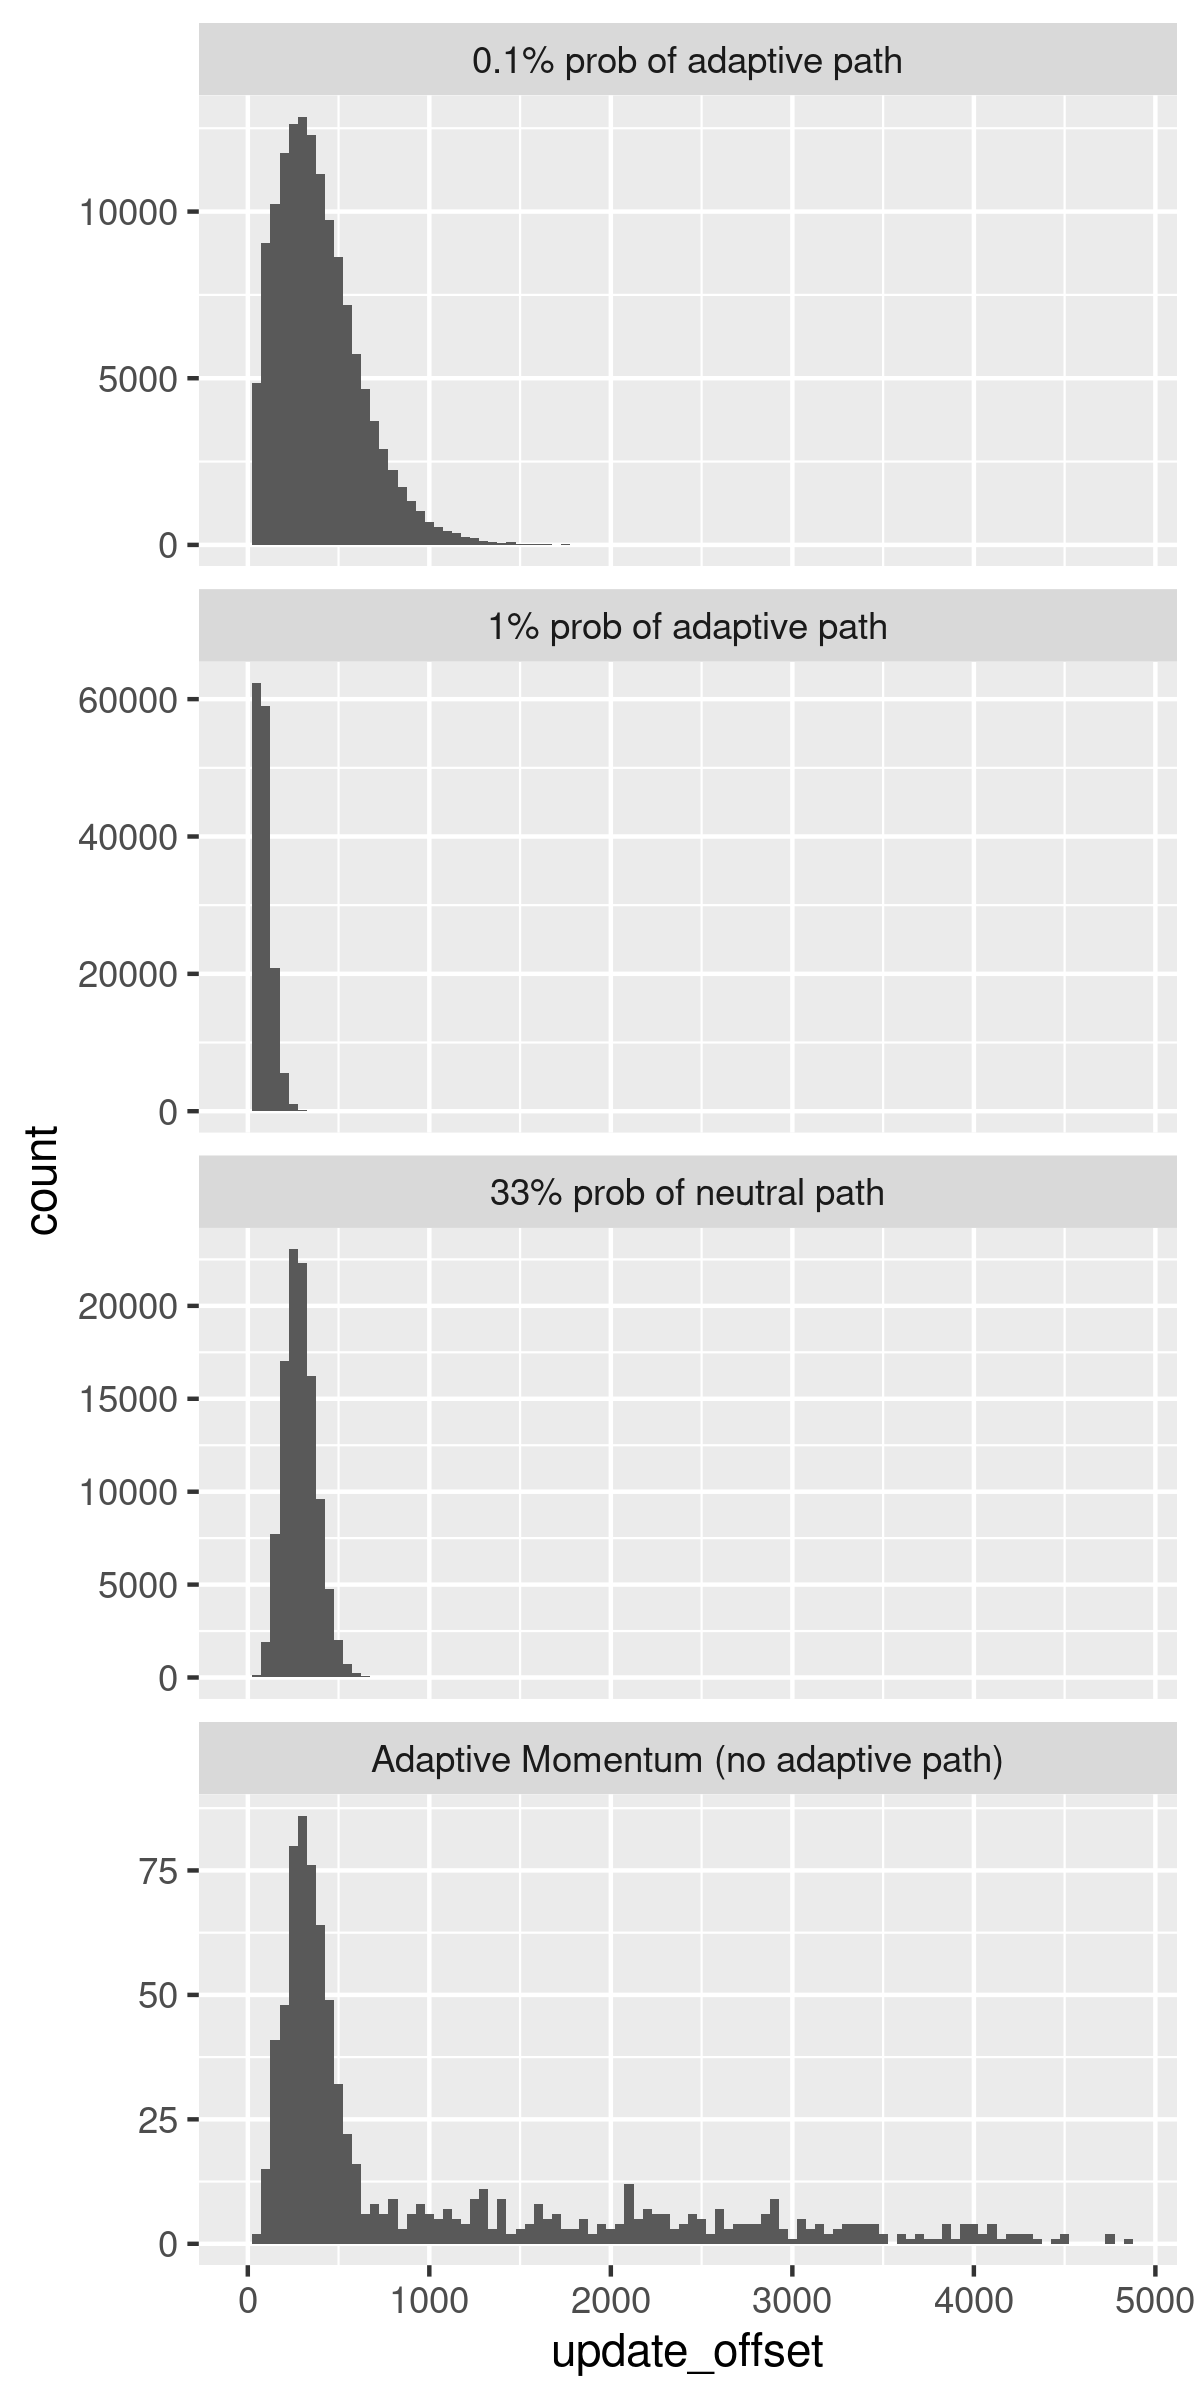 0.1% prob of adaptive path
10000
5000
0
1% prob of adaptive path
60000
40000
20000
0
count
33% prob of neutral path
20000
15000
10000
5000
0
Adaptive Momentum (no adaptive path)
75
50
25
0
0 1000 2000 3000 4000 5000
update_offset